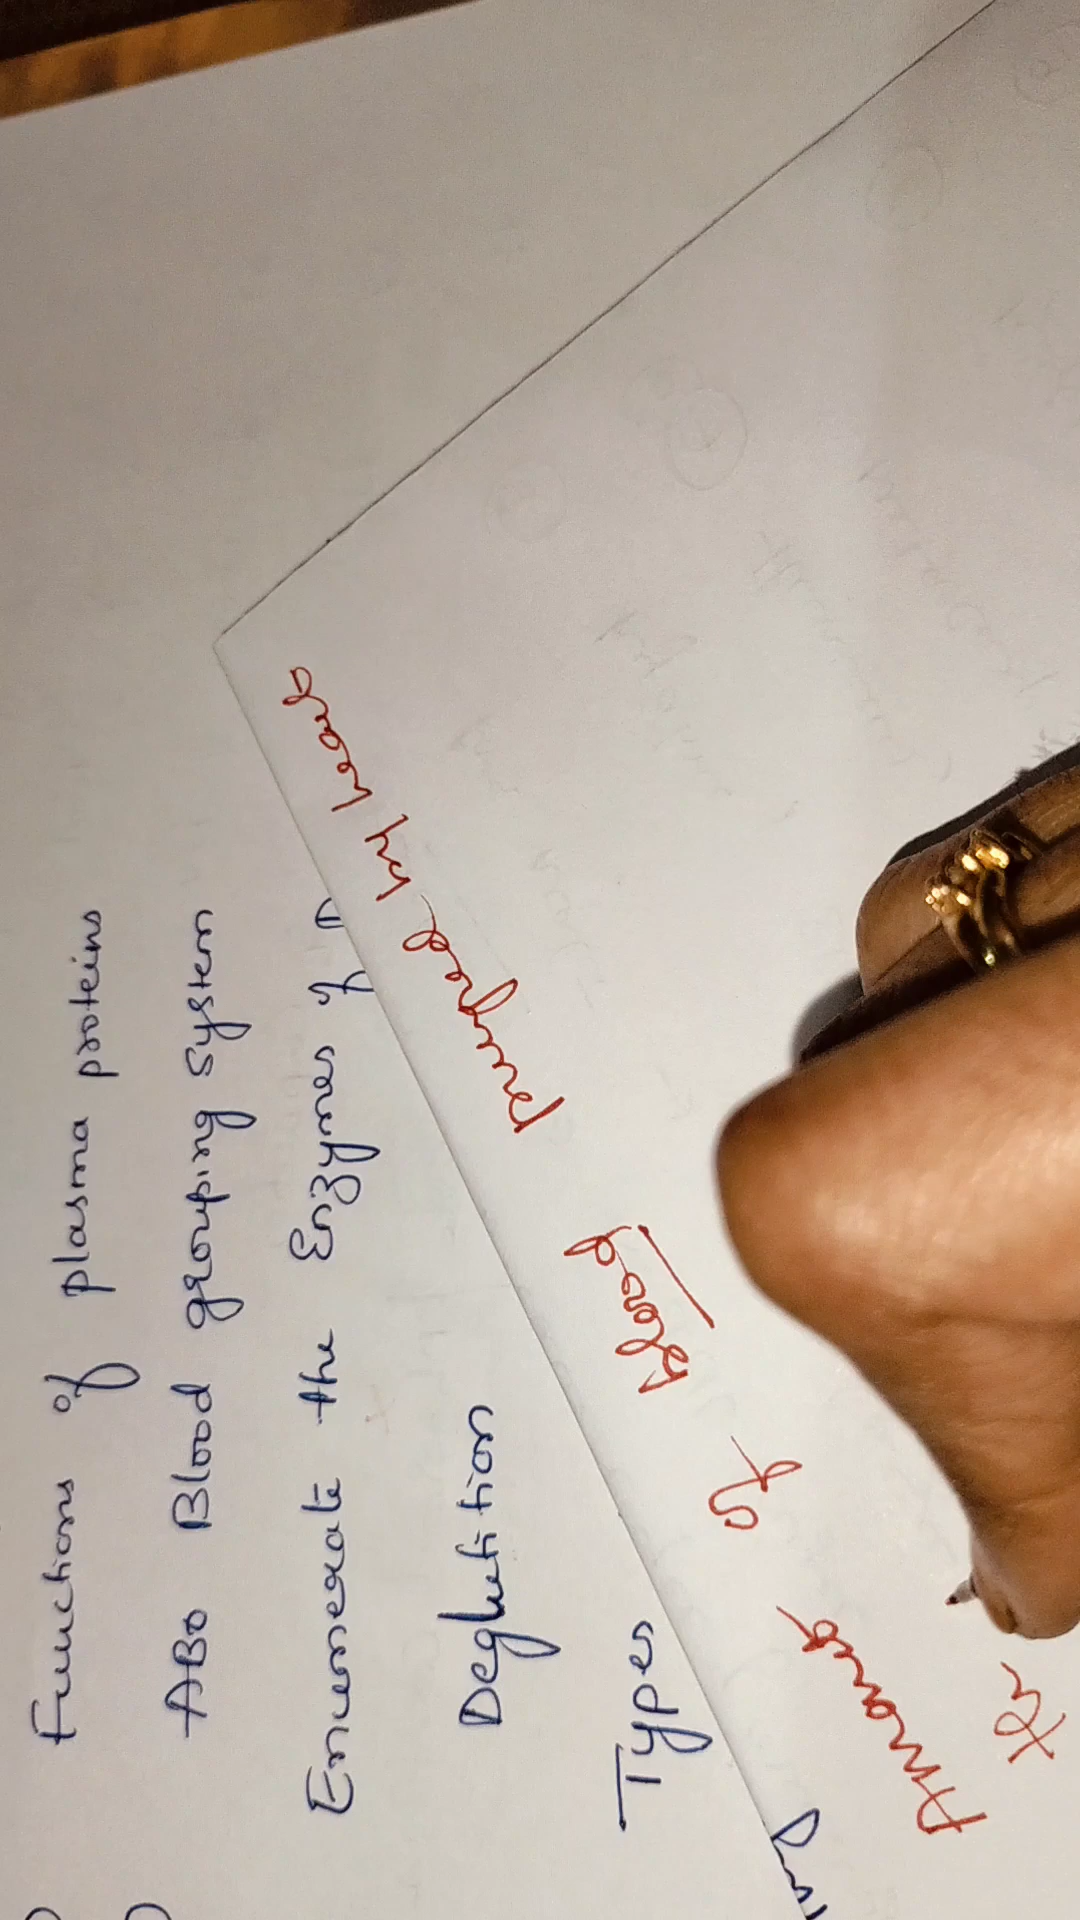 Functions of plasma proteins
ABO Blood grouping System
Enumerate the Enzymes of
Deglutition
Types
Amount of blood pumped by heart